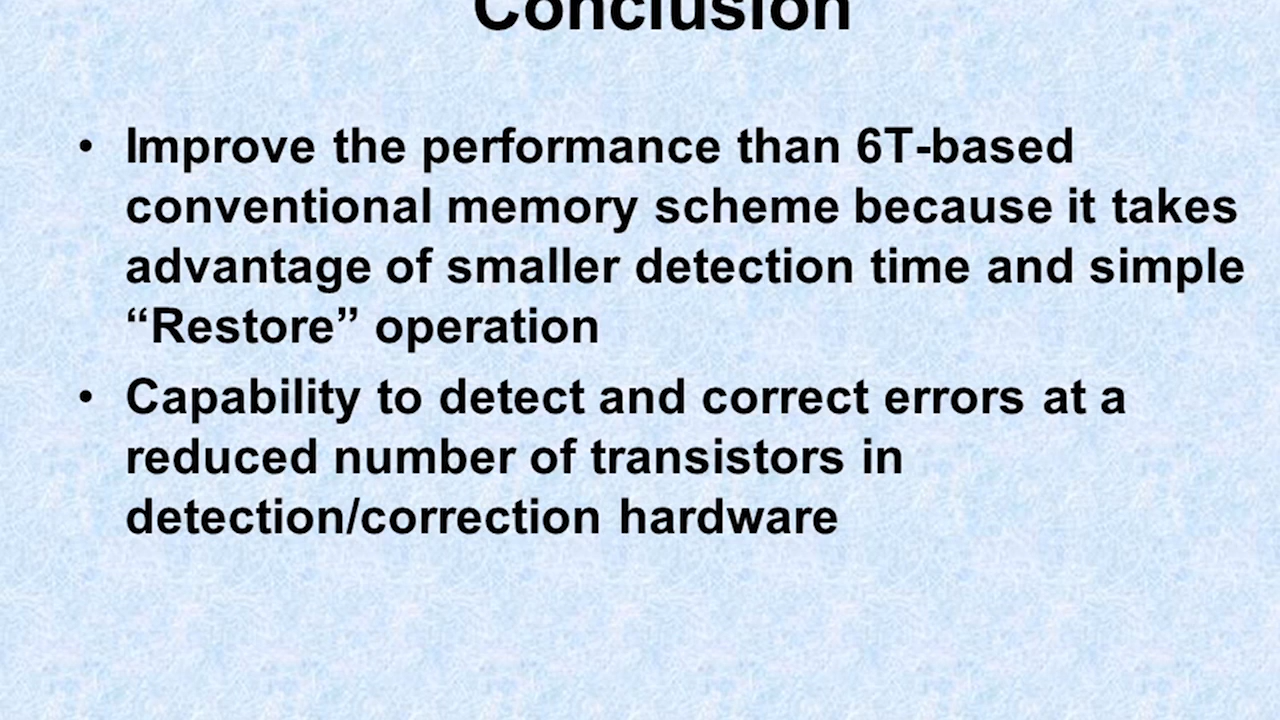 Conclusion
• Improve the performance than 6T-based
conventional memory scheme because it takes
advantage of smaller detection time and simple
“Restore” operation
• Capability to detect and correct errors at a
reduced number of transistors in
detection/correction hardware